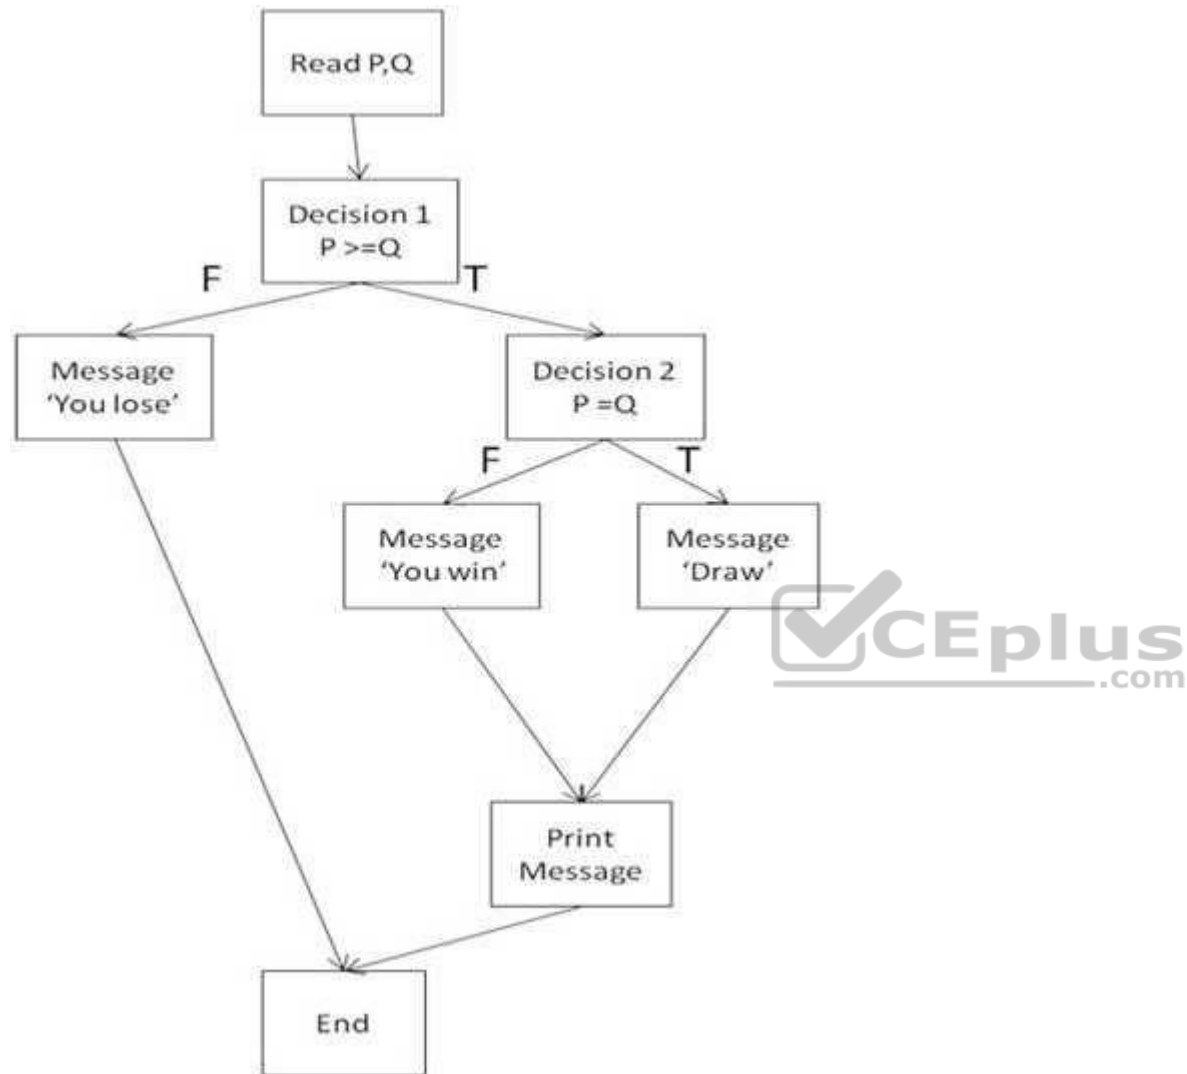 Read P,Q
Decision 1
P >=Q
F
T
Message
‘You lose’
Decision 2
P =Q
F
T
Message
‘You win’
Message
‘Draw’
CEplus
.com
Print
Message
End